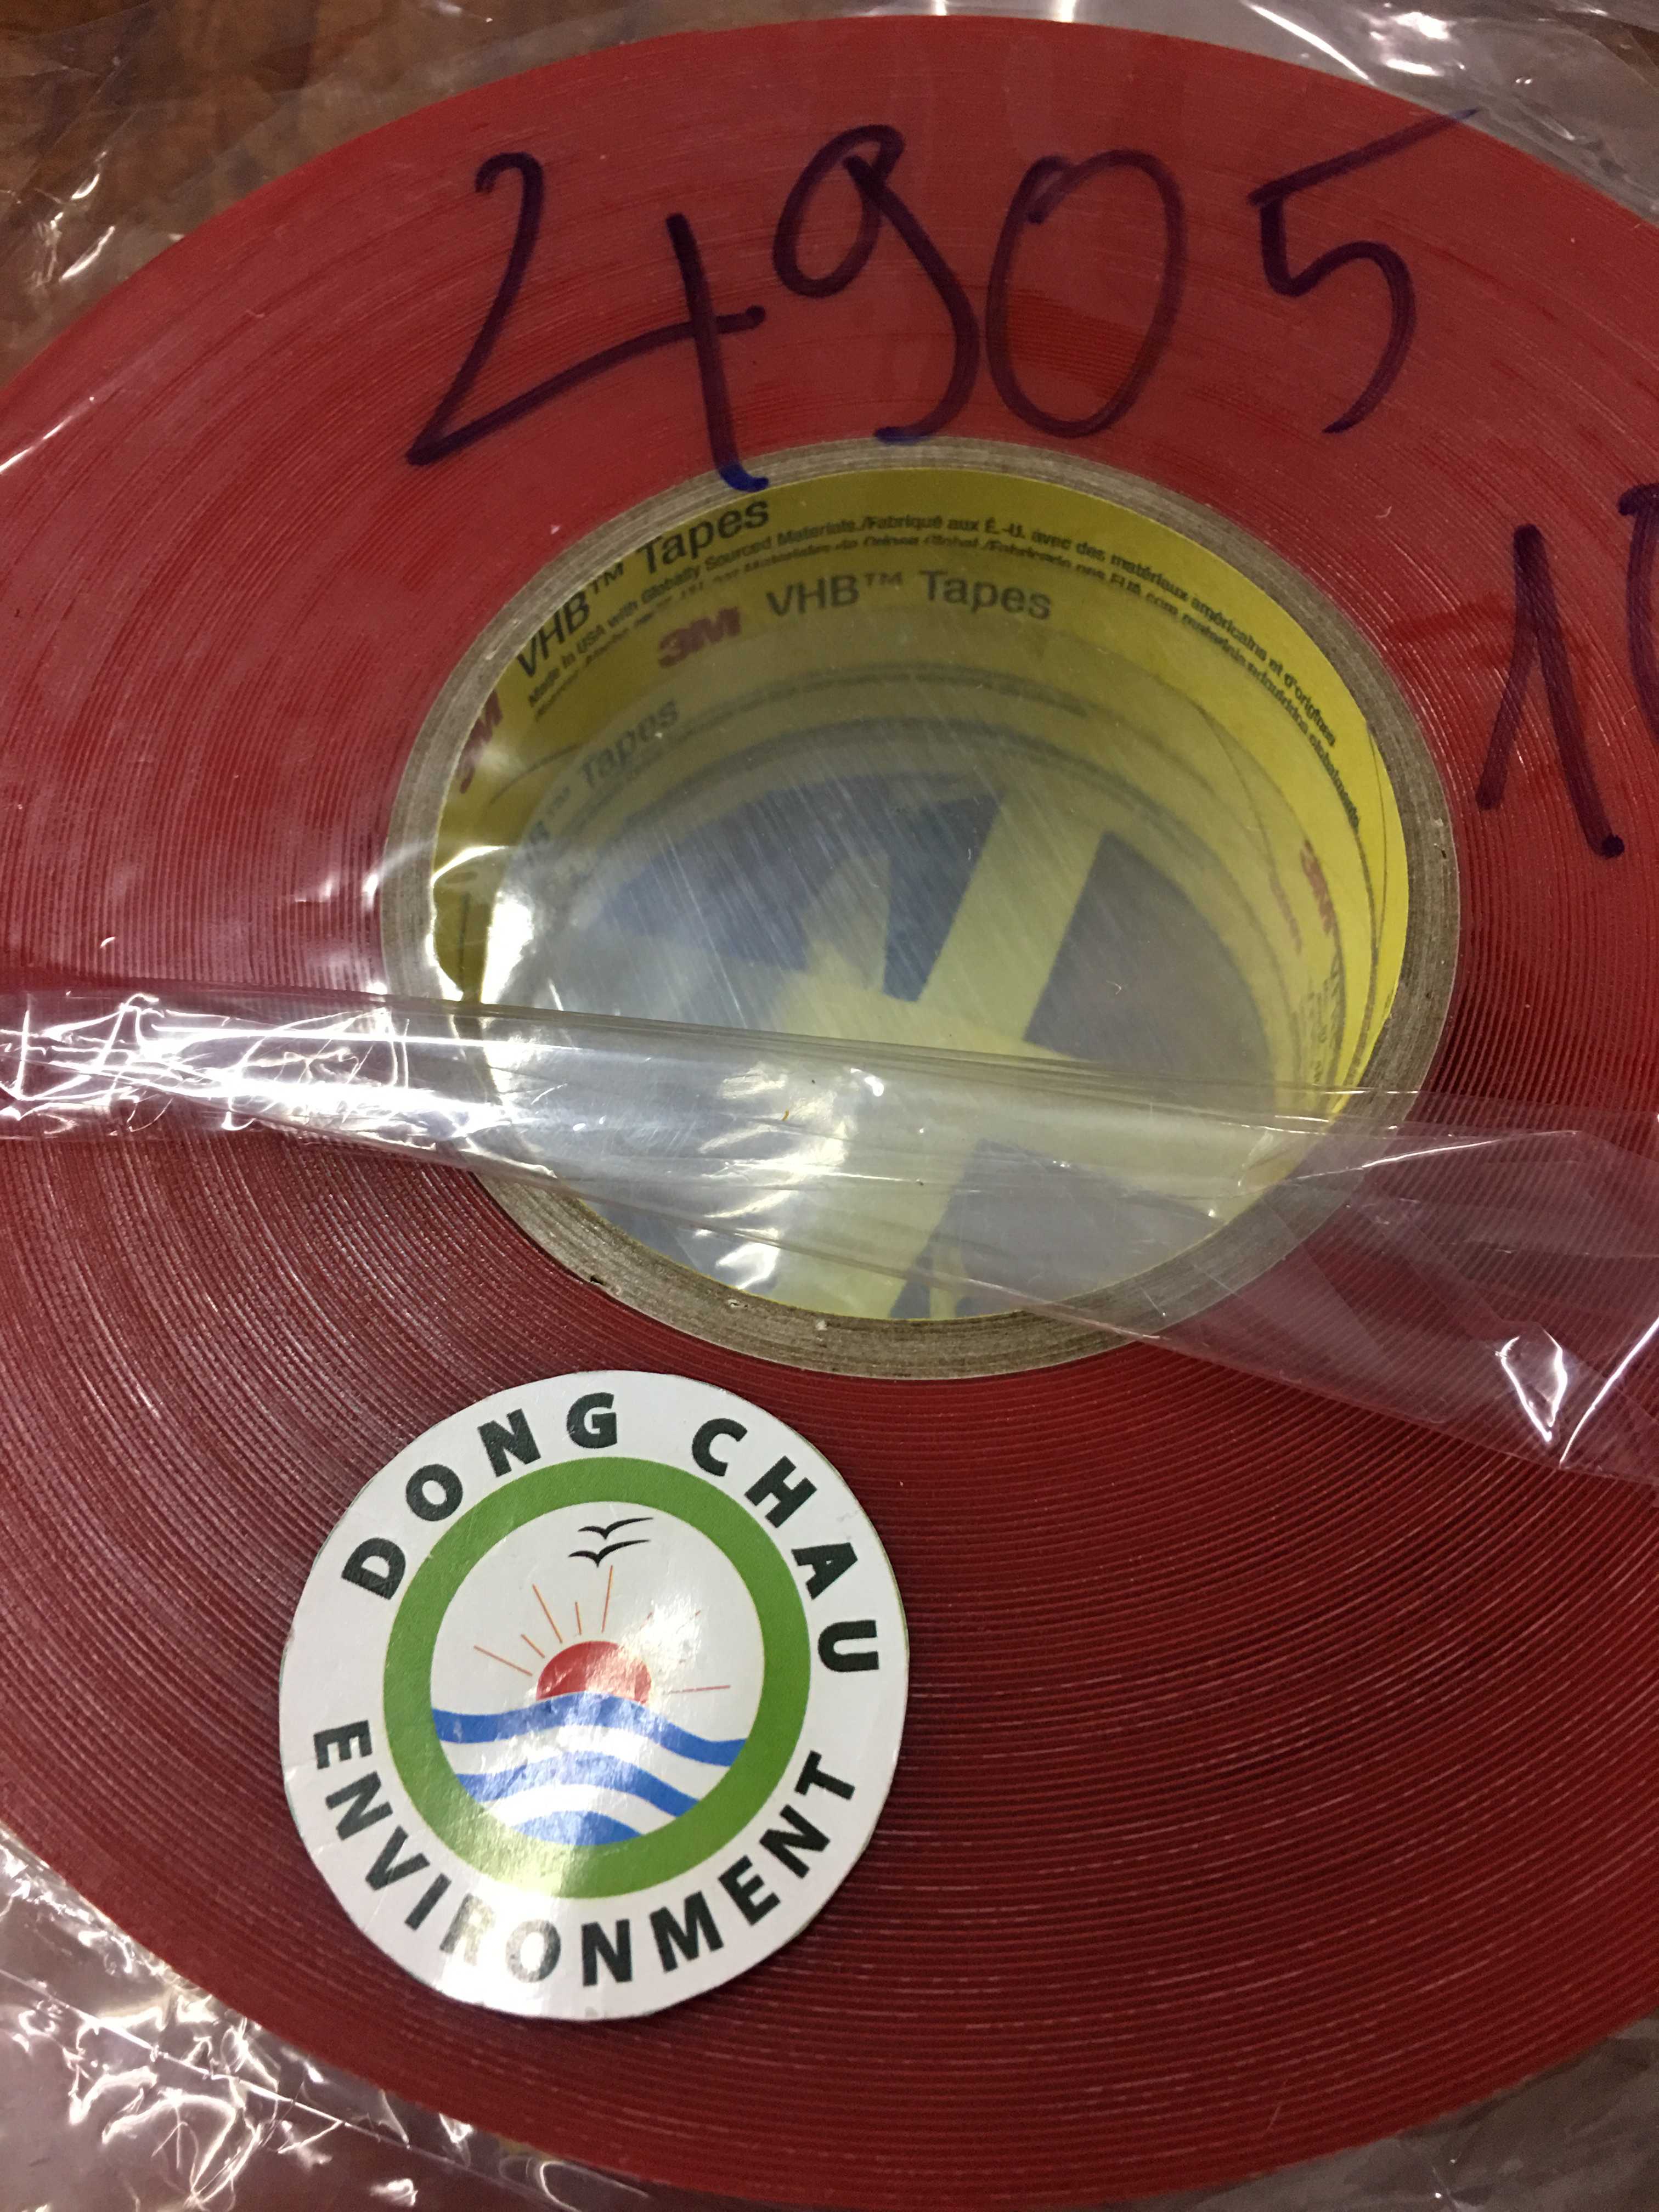 4905
VHB™ Tapes
Made in USA with Globally Sourced Materials./Fabriqué aux É.-U. avec des matériaux américains et d'origines
3M VHB™ Tapes
Tapes
3M
DONG CHAU
ENVIRONMENT